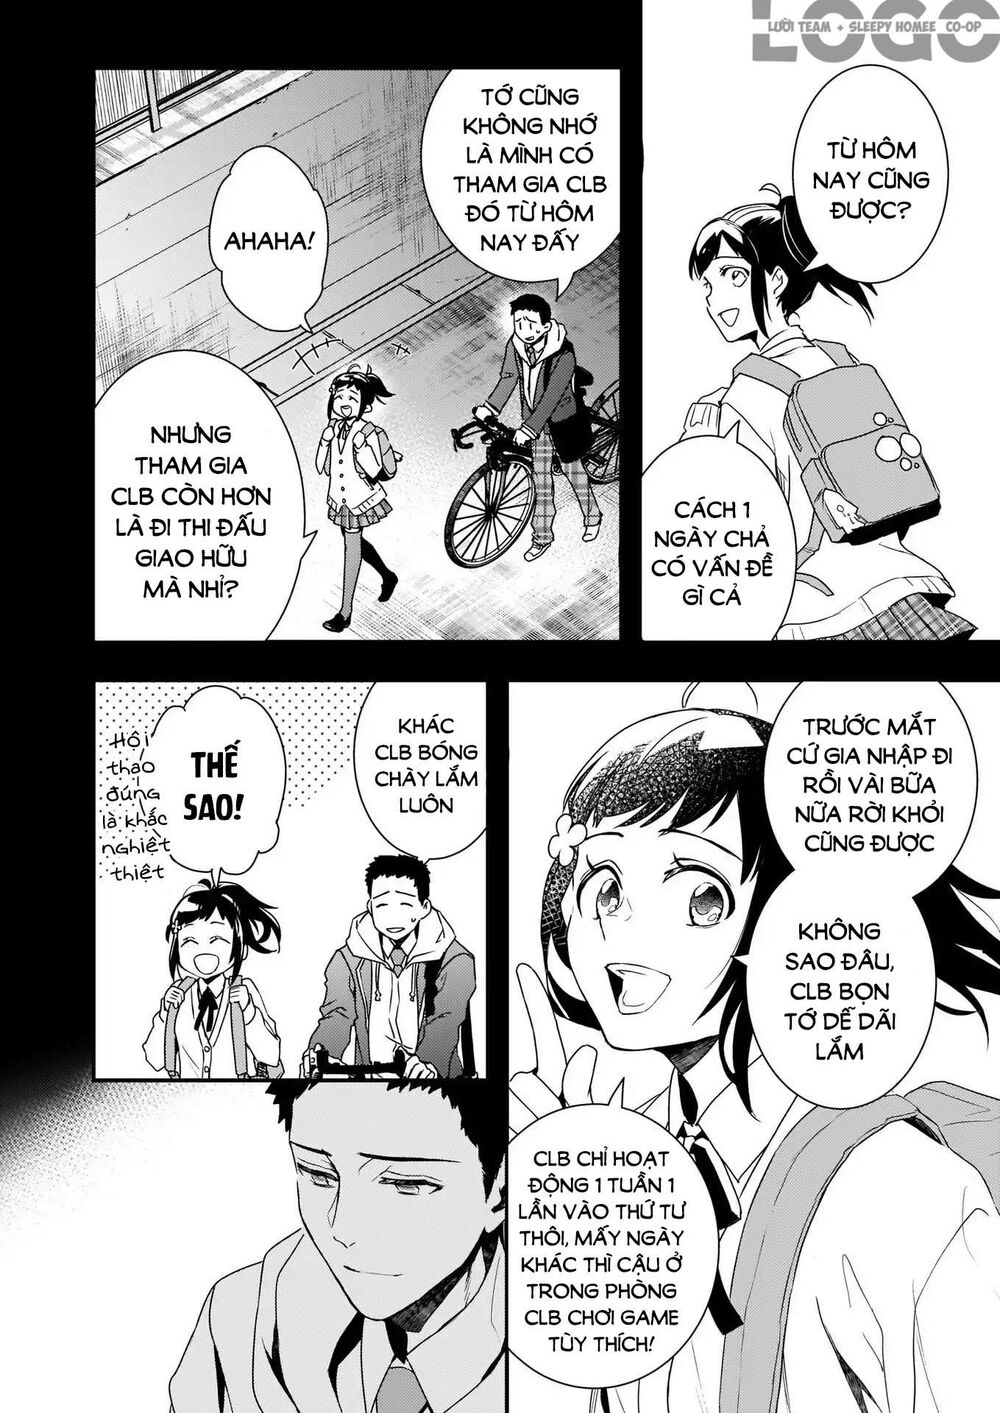 LOGO
LƯỜI TEAM + SLEEPY HOMEE CO-OP
TỪ HÔM
NAY CŨNG
ĐƯỢC?
CÁCH 1
NGÀY CHẢ
CÓ VẤN ĐỀ
GÌ CẢ
TỚ CŨNG
KHÔNG NHỚ
LÀ MÌNH CÓ
THAM GIA CLB
ĐÓ TỪ HÔM
NAY ĐẤY
AHAHA!
NHƯNG
THAM GIA
CLB CÒN HƠN
LÀ ĐI THI ĐẤU
GIAO HỮU
MÀ NHỈ?
TRƯỚC MẮT
CỨ GIA NHẬP ĐI
RỒI VÀI BỮA
NỮA RỜI KHỎI
CŨNG ĐƯỢC
KHÔNG
SAO ĐÂU,
CLB BỌN
TỚ DỄ DÃI
LẮM
CLB CHỈ HOẠT
ĐỘNG 1 TUẦN 1
LẦN VÀO THỨ TƯ
THÔI, MẤY NGÀY
KHÁC THÌ CẬU Ở
TRONG PHÒNG
CLB CHƠI GAME
TÙY THÍCH!
KHÁC
CLB BÓNG
CHÀY LẮM
LUÔN
THẾ
SAO!
Hội
thao
đúng
là khắc
nghiệt
thiệt